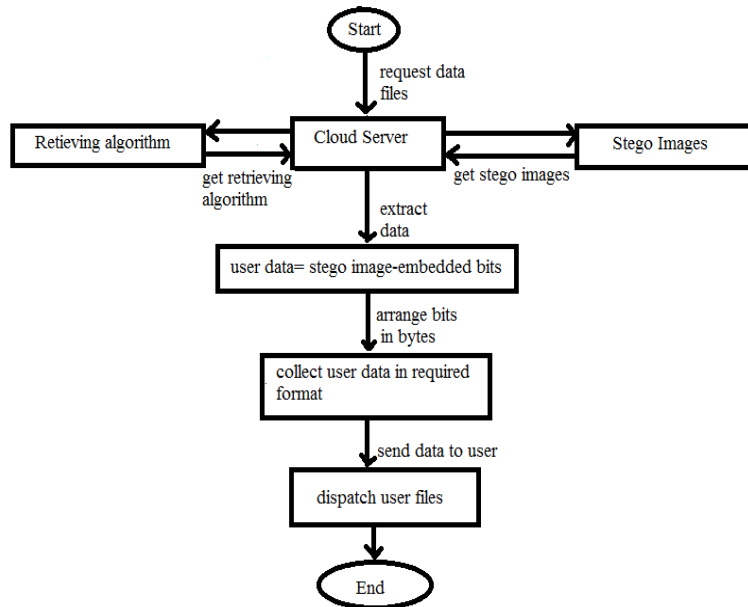 Start
request data
files
Retieving algorithm
Cloud Server
Stego Images
get retrieving
algorithm
get stego images
extract
data
user data= stego image-embedded bits
arrange bits
in bytes
collect user data in required
format
send data to user
dispatch user files
End